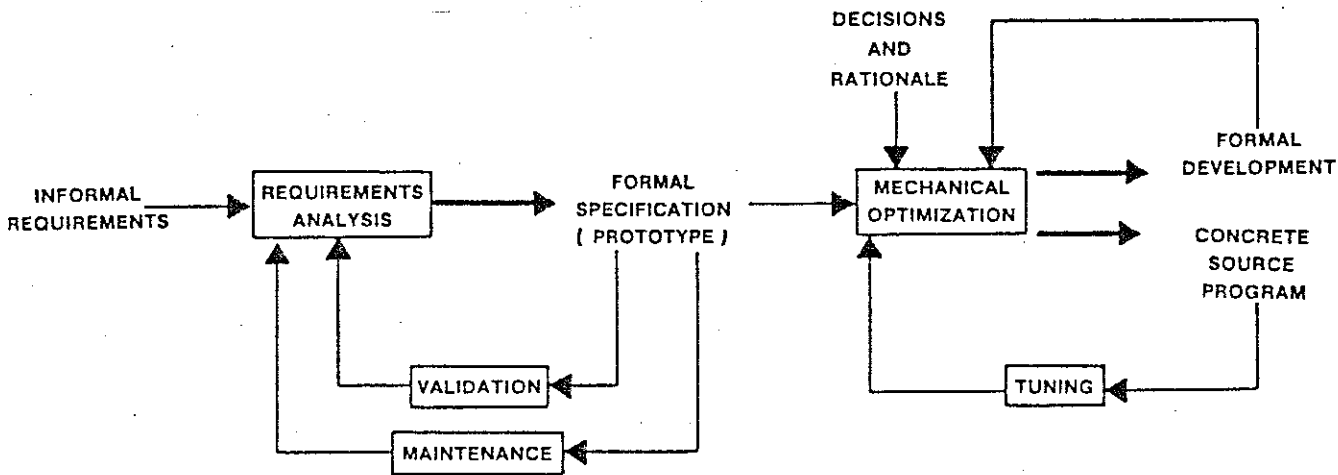 INFORMAL
REQUIREMENTS
REQUIREMENTS
ANALYSIS
FORMAL
SPECIFICATION
( PROTOTYPE )
VALIDATION
MAINTENANCE
DECISIONS
AND
RATIONALE
MECHANICAL
OPTIMIZATION
FORMAL
DEVELOPMENT
CONCRETE
SOURCE
PROGRAM
TUNING